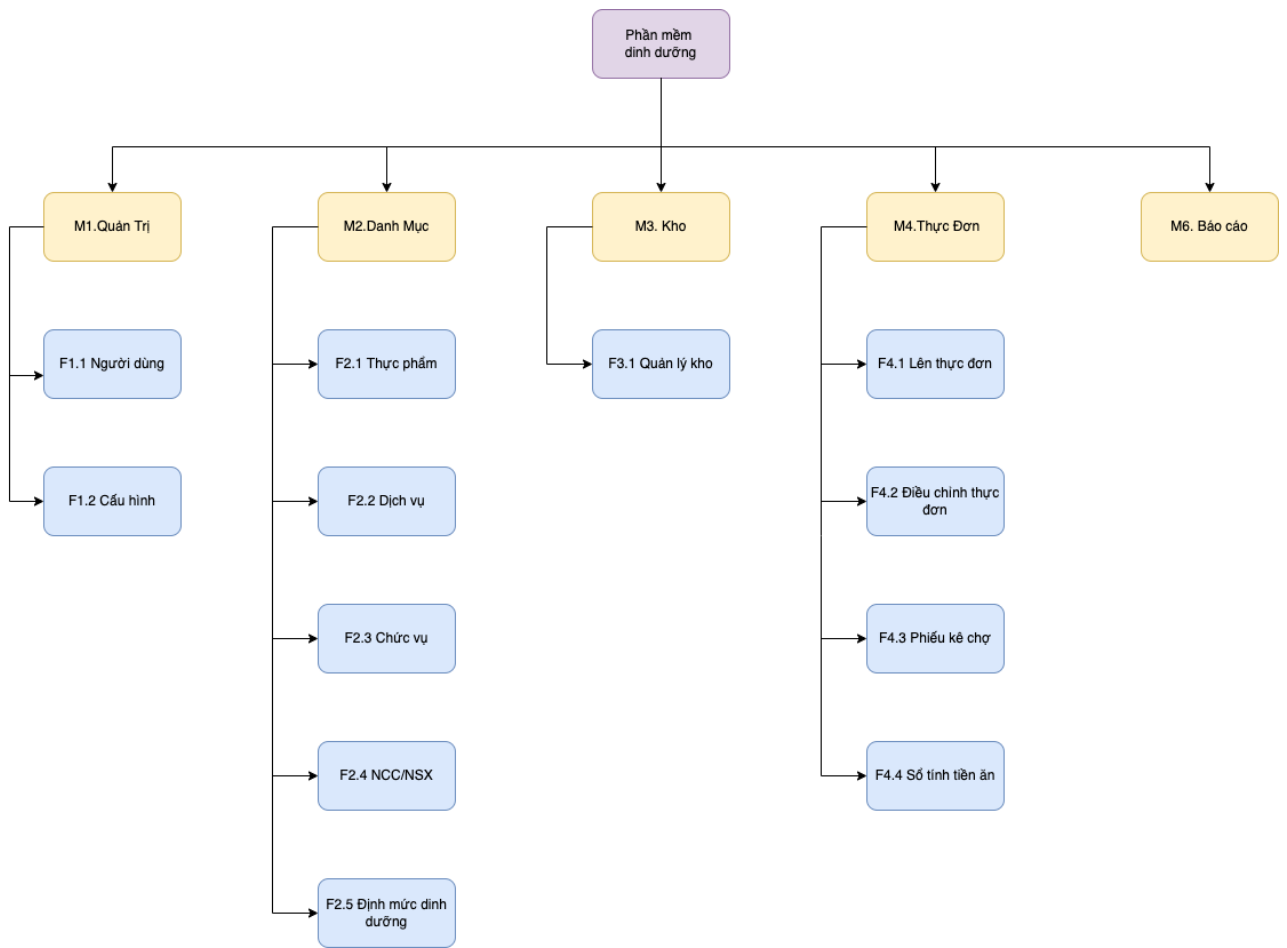 Phần mềm
dinh dưỡng
M1.Quản Trị
M2.Danh Mục
M3. Kho
M4.Thực Đơn
M6. Báo cáo
F1.1 Người dùng
F2.1 Thực phẩm
F3.1 Quản lý kho
F4.1 Lên thực đơn
F1.2 Cấu hình
F2.2 Dịch vụ
F4.2 Điều chỉnh thực
đơn
F2.3 Chức vụ
F4.3 Phiếu kê chợ
F2.4 NCC/NSX
F4.4 Sổ tính tiền ăn
F2.5 Định mức dinh
dưỡng